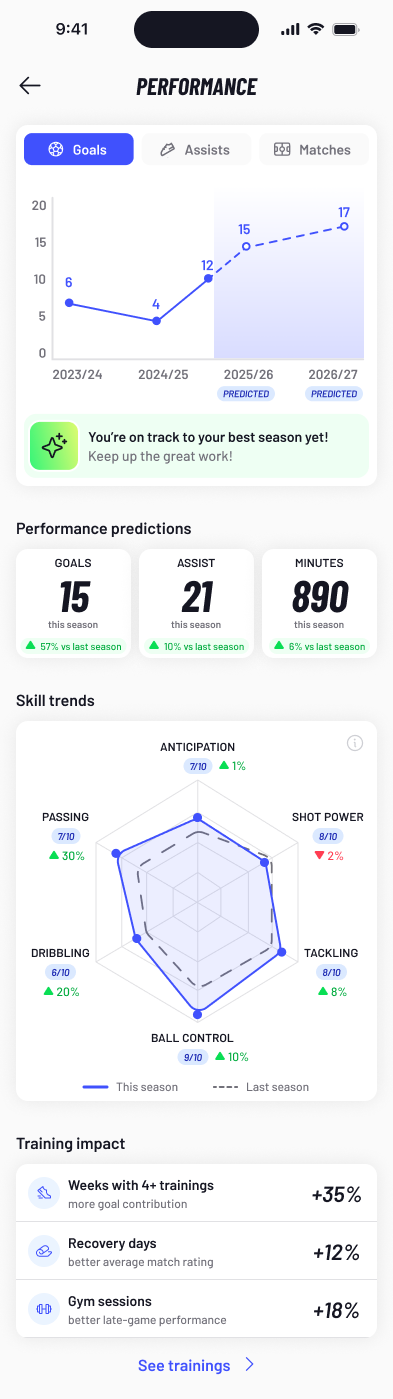 9:41
PERFORMANCE
Goals Assists Matches
20
15
10
5
0
6
4
12
15
17
2023/24 2024/25 2025/26 2026/27
PREDICTED PREDICTED
You're on track to your best season yet!
Keep up the great work!
Performance predictions
GOALS
15
this season
57% vs last season
ASSIST
21
this season
10% vs last season
MINUTES
890
this season
6% vs last season
Skill trends
ANTICIPATION
7/10 1%
PASSING
7/10
30%
SHOT POWER
8/10
2%
DRIBBLING
6/10
20%
TACKLING
8/10
8%
BALL CONTROL
9/10 10%
This season Last season
Training impact
Weeks with 4+ trainings
more goal contribution
+35%
Recovery days
better average match rating
+12%
Gym sessions
better late-game performance
+18%
See trainings